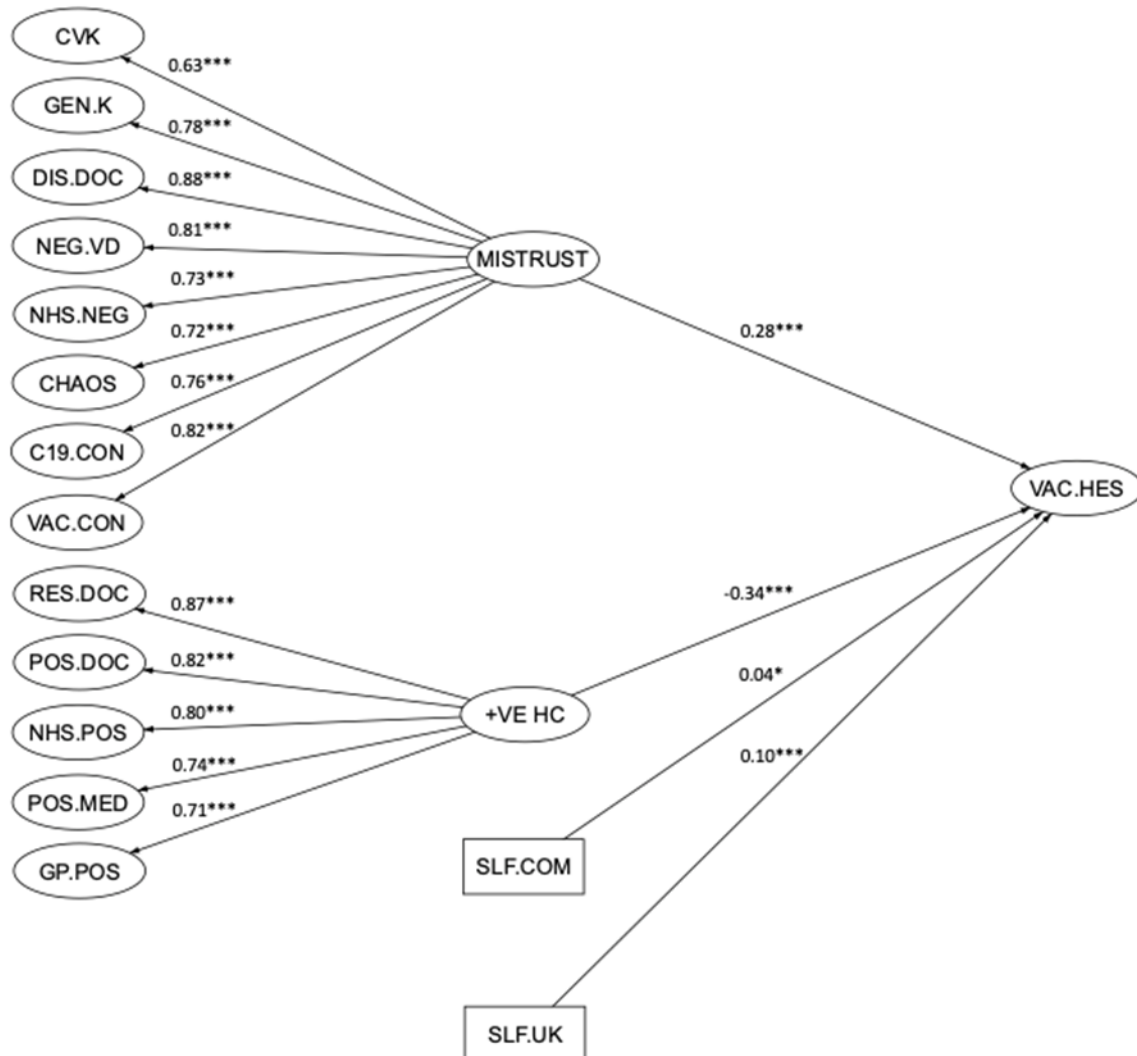 CVK
0.63***
GEN.K
0.78***
DIS.DOC
0.88***
NEG.VD
0.81***
MISTRUST
NHS.NEG
0.73***
CHAOS
0.72***
0.28***
C19.CON
0.76***
VAC.CON
0.82***
VAC.HES
RES.DOC
0.87***
-0.34***
POS.DOC
0.82***
0.04*
NHS.POS
0.80***
+VE HC
POS.MED
0.74***
0.10***
GP.POS
0.71***
SLF.COM
SLF.UK